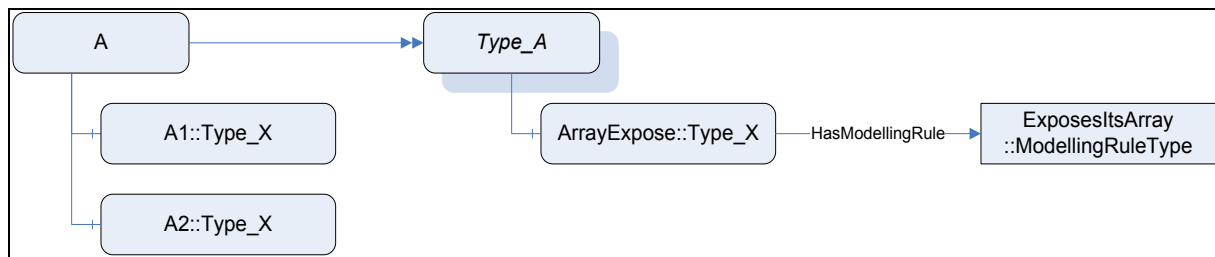 A
Type_A
A1::Type_X
ArrayExpose::Type_X
HasModellingRule
ExposesItsArray
::ModellingRuleType
A2::Type_X